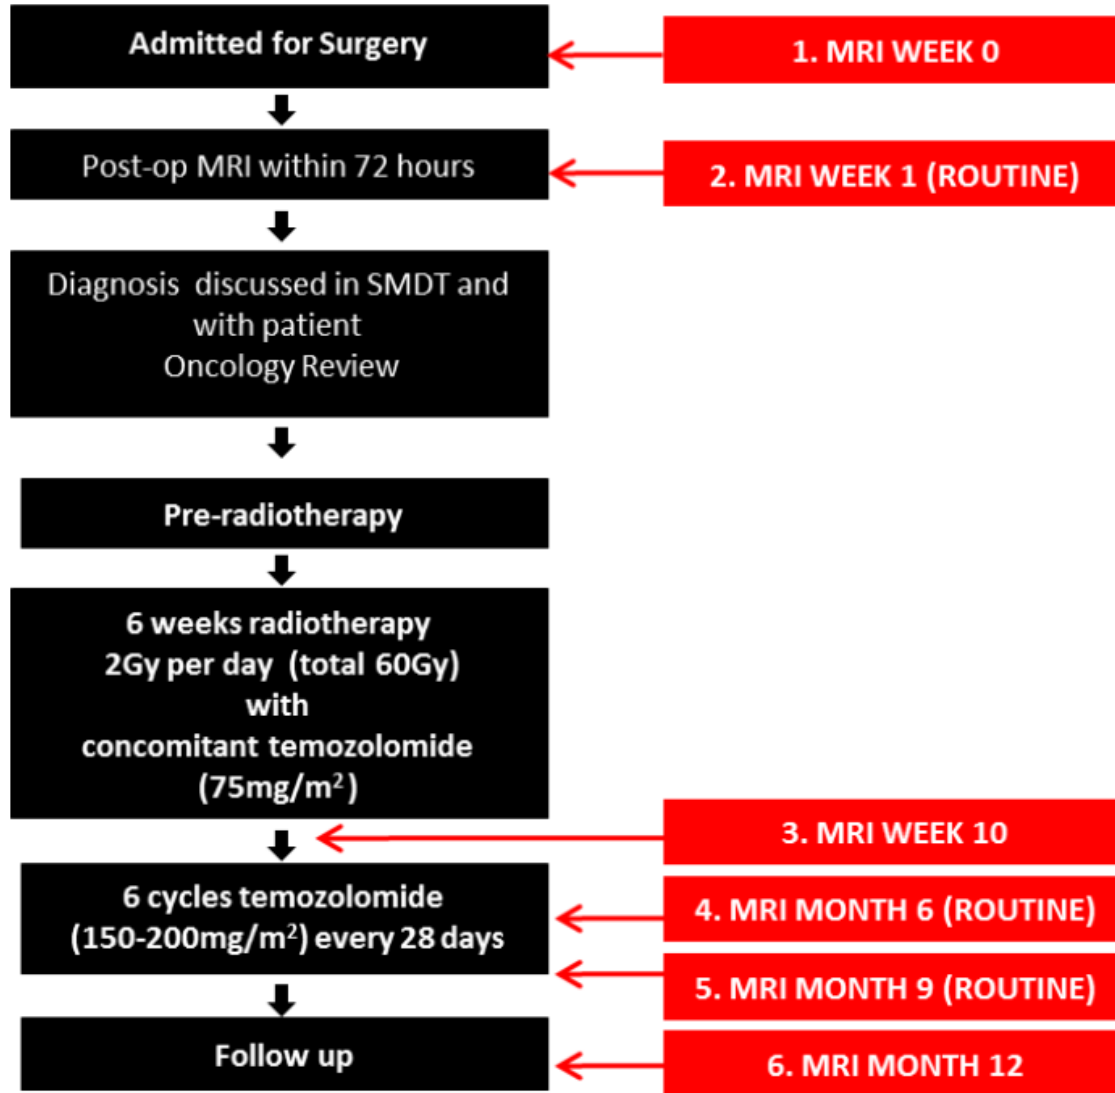 Admitted for Surgery
1. MRI WEEK 0
Post-op MRI within 72 hours
2. MRI WEEK 1 (ROUTINE)
Diagnosis discussed in SMDT and
with patient
Oncology Review
Pre-radiotherapy
6 weeks radiotherapy
2Gy per day (total 60Gy)
with
concomitant temozolomide
(75mg/m²)
3. MRI WEEK 10
6 cycles temozolomide
(150-200mg/m²) every 28 days
4. MRI MONTH 6 (ROUTINE)
5. MRI MONTH 9 (ROUTINE)
Follow up
6. MRI MONTH 12